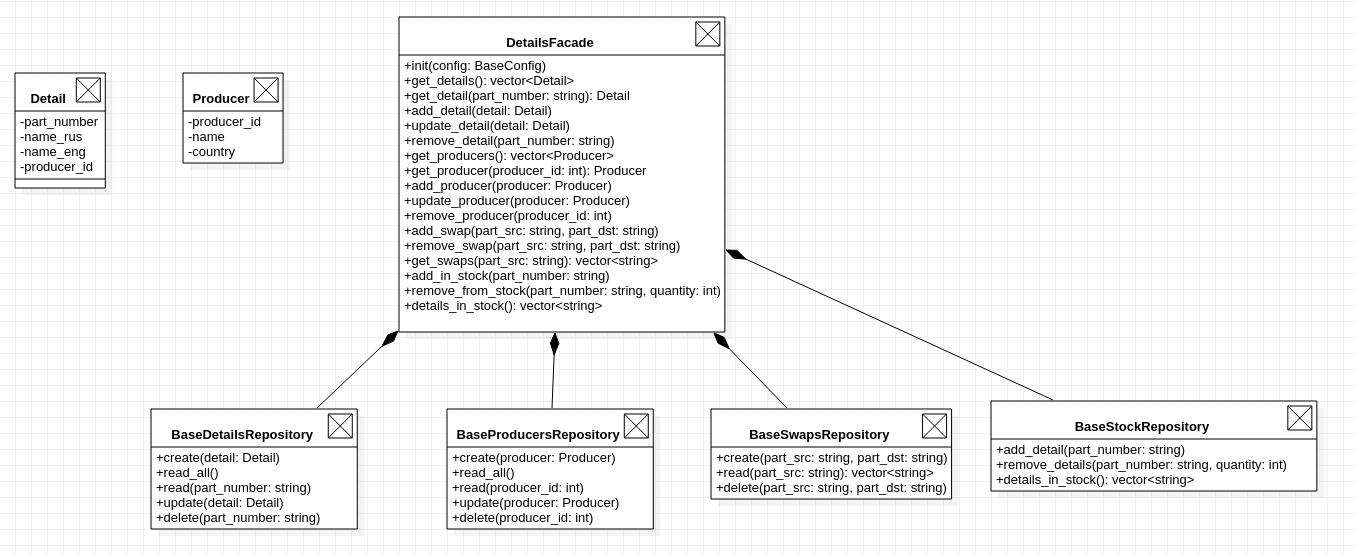 DetailsFacade
+init(config: BaseConfig)
+get_details(): vector<Detail>
+get_detail(part_number: string): Detail
+add_detail(detail: Detail)
+update_detail(detail: Detail)
+remove_detail(part_number: string)
+get_producers(): vector<Producer>
+get_producer(producer_id: int): Producer
+add_producer(producer: Producer)
+update_producer(producer: Producer)
+remove_producer(producer_id: int)
+add_swap(part_src: string, part_dst: string)
+remove_swap(part_src: string, part_dst: string)
+get_swaps(part_src: string): vector<string>
+add_in_stock(part_number: string)
+remove_from_stock(part_number: string, quantity: int)
+details_in_stock(): vector<string>
Detail
-part_number
-name_rus
-name_eng
-producer_id
Producer
-producer_id
-name
-country
BaseDetailsRepository
+create(detail: Detail)
+read_all()
+read(part_number: string)
+update(detail: Detail)
+delete(part_number: string)
BaseProducersRepository
+create(producer: Producer)
+read_all()
+read(producer_id: int)
+update(producer: Producer)
+delete(producer_id: int)
BaseSwapsRepository
+create(part_src: string, part_dst: string)
+read(part_src: string): vector<string>
+delete(part_src: string, part_dst: string)
BaseStockRepository
+add_detail(part_number: string)
+remove_details(part_number: string, quantity: int)
+details_in_stock(): vector<string>